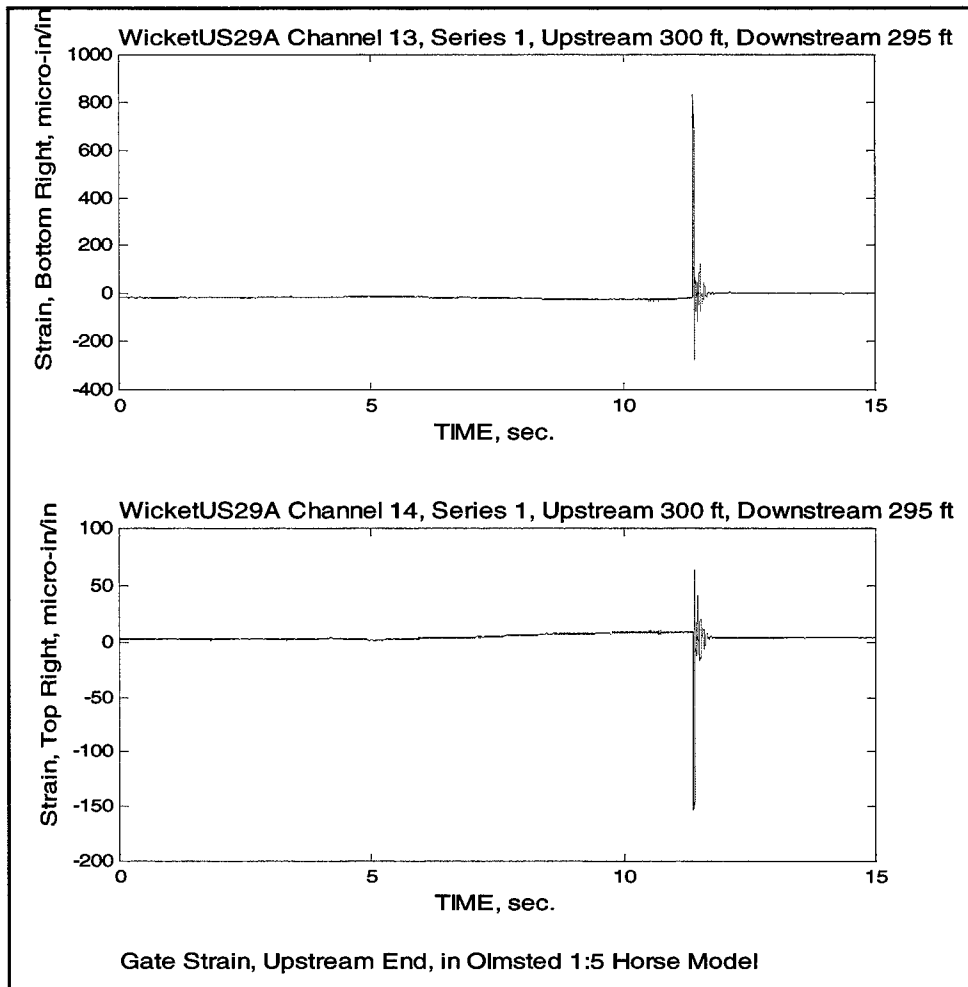 WicketUS29A Channel 13, Series 1, Upstream 300 ft, Downstream 295 ft
Strain, Bottom Right, micro-in/in
1000
800
600
400
200
0
-200
-400
0 5 10 15
TIME, sec.
WicketUS29A Channel 14, Series 1, Upstream 300 ft, Downstream 295 ft
Strain, Top Right, micro-in/in
100
50
0
-50
-100
-150
-200
0 5 10 15
TIME, sec.
Gate Strain, Upstream End, in Olmsted 1:5 Horse Model